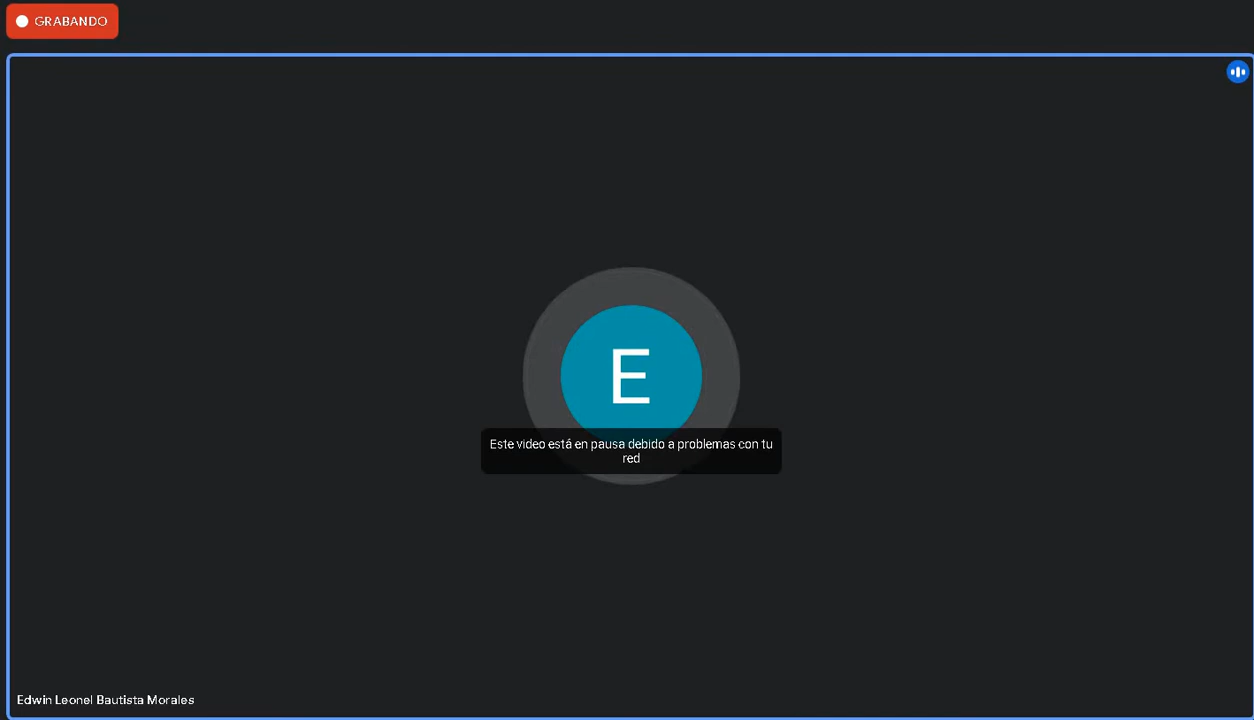 GRABANDO
E
Este video está en pausa debido a problemas con tu
red
Edwin Leonel Bautista Morales